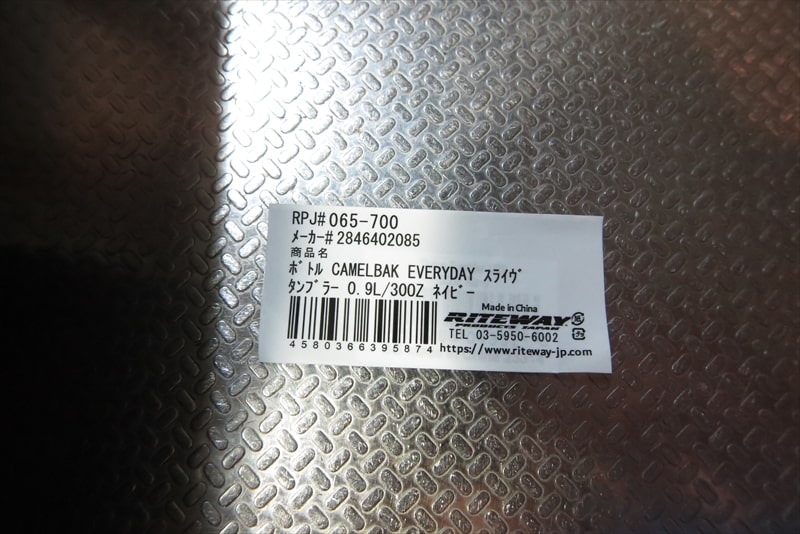 RPJ#065-700
ﾒｰｶｰ#2846402085
商品名
ﾎﾞﾄﾙ CAMELBAK EVERYDAY ｽﾗｲｳﾞ
ﾀﾝﾌﾞﾗｰ 0.9L/30OZ ﾈｲﾋﾞｰ
Made in China
RITEWAY
PRODUCTS JAPAN
TEL 03-5950-6002
4580366395874
https://www.riteway-jp.com